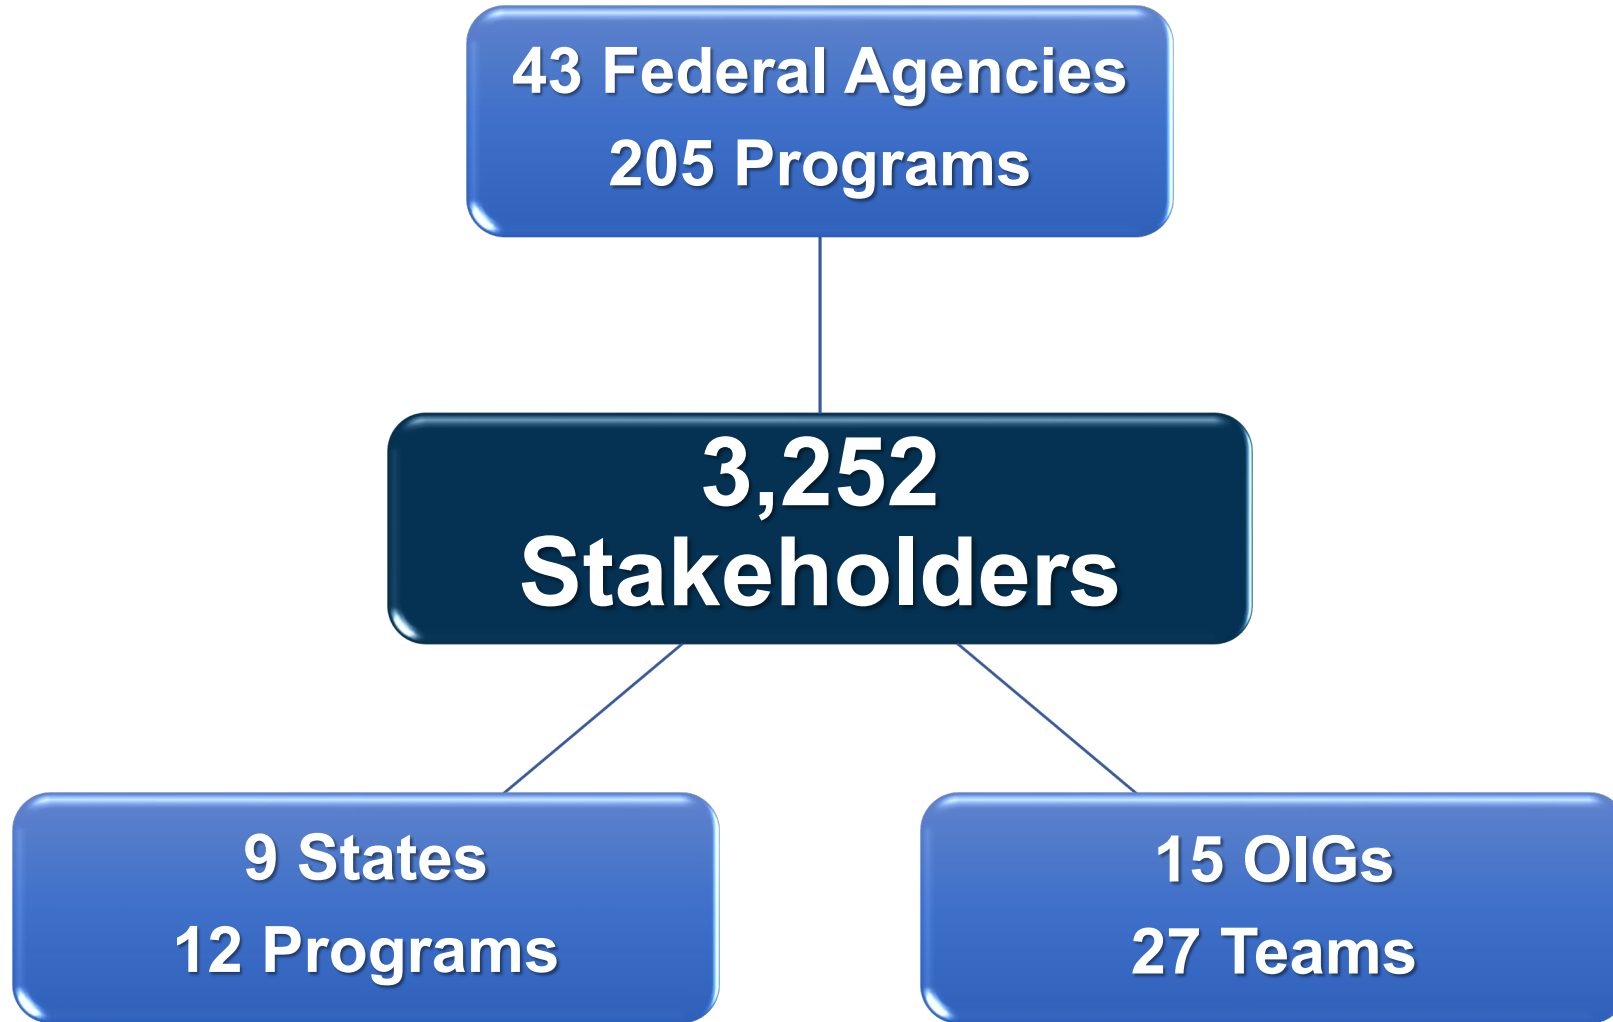 43 Federal Agencies
205 Programs
3,252
Stakeholders
9 States
12 Programs
15 OIGs
27 Teams